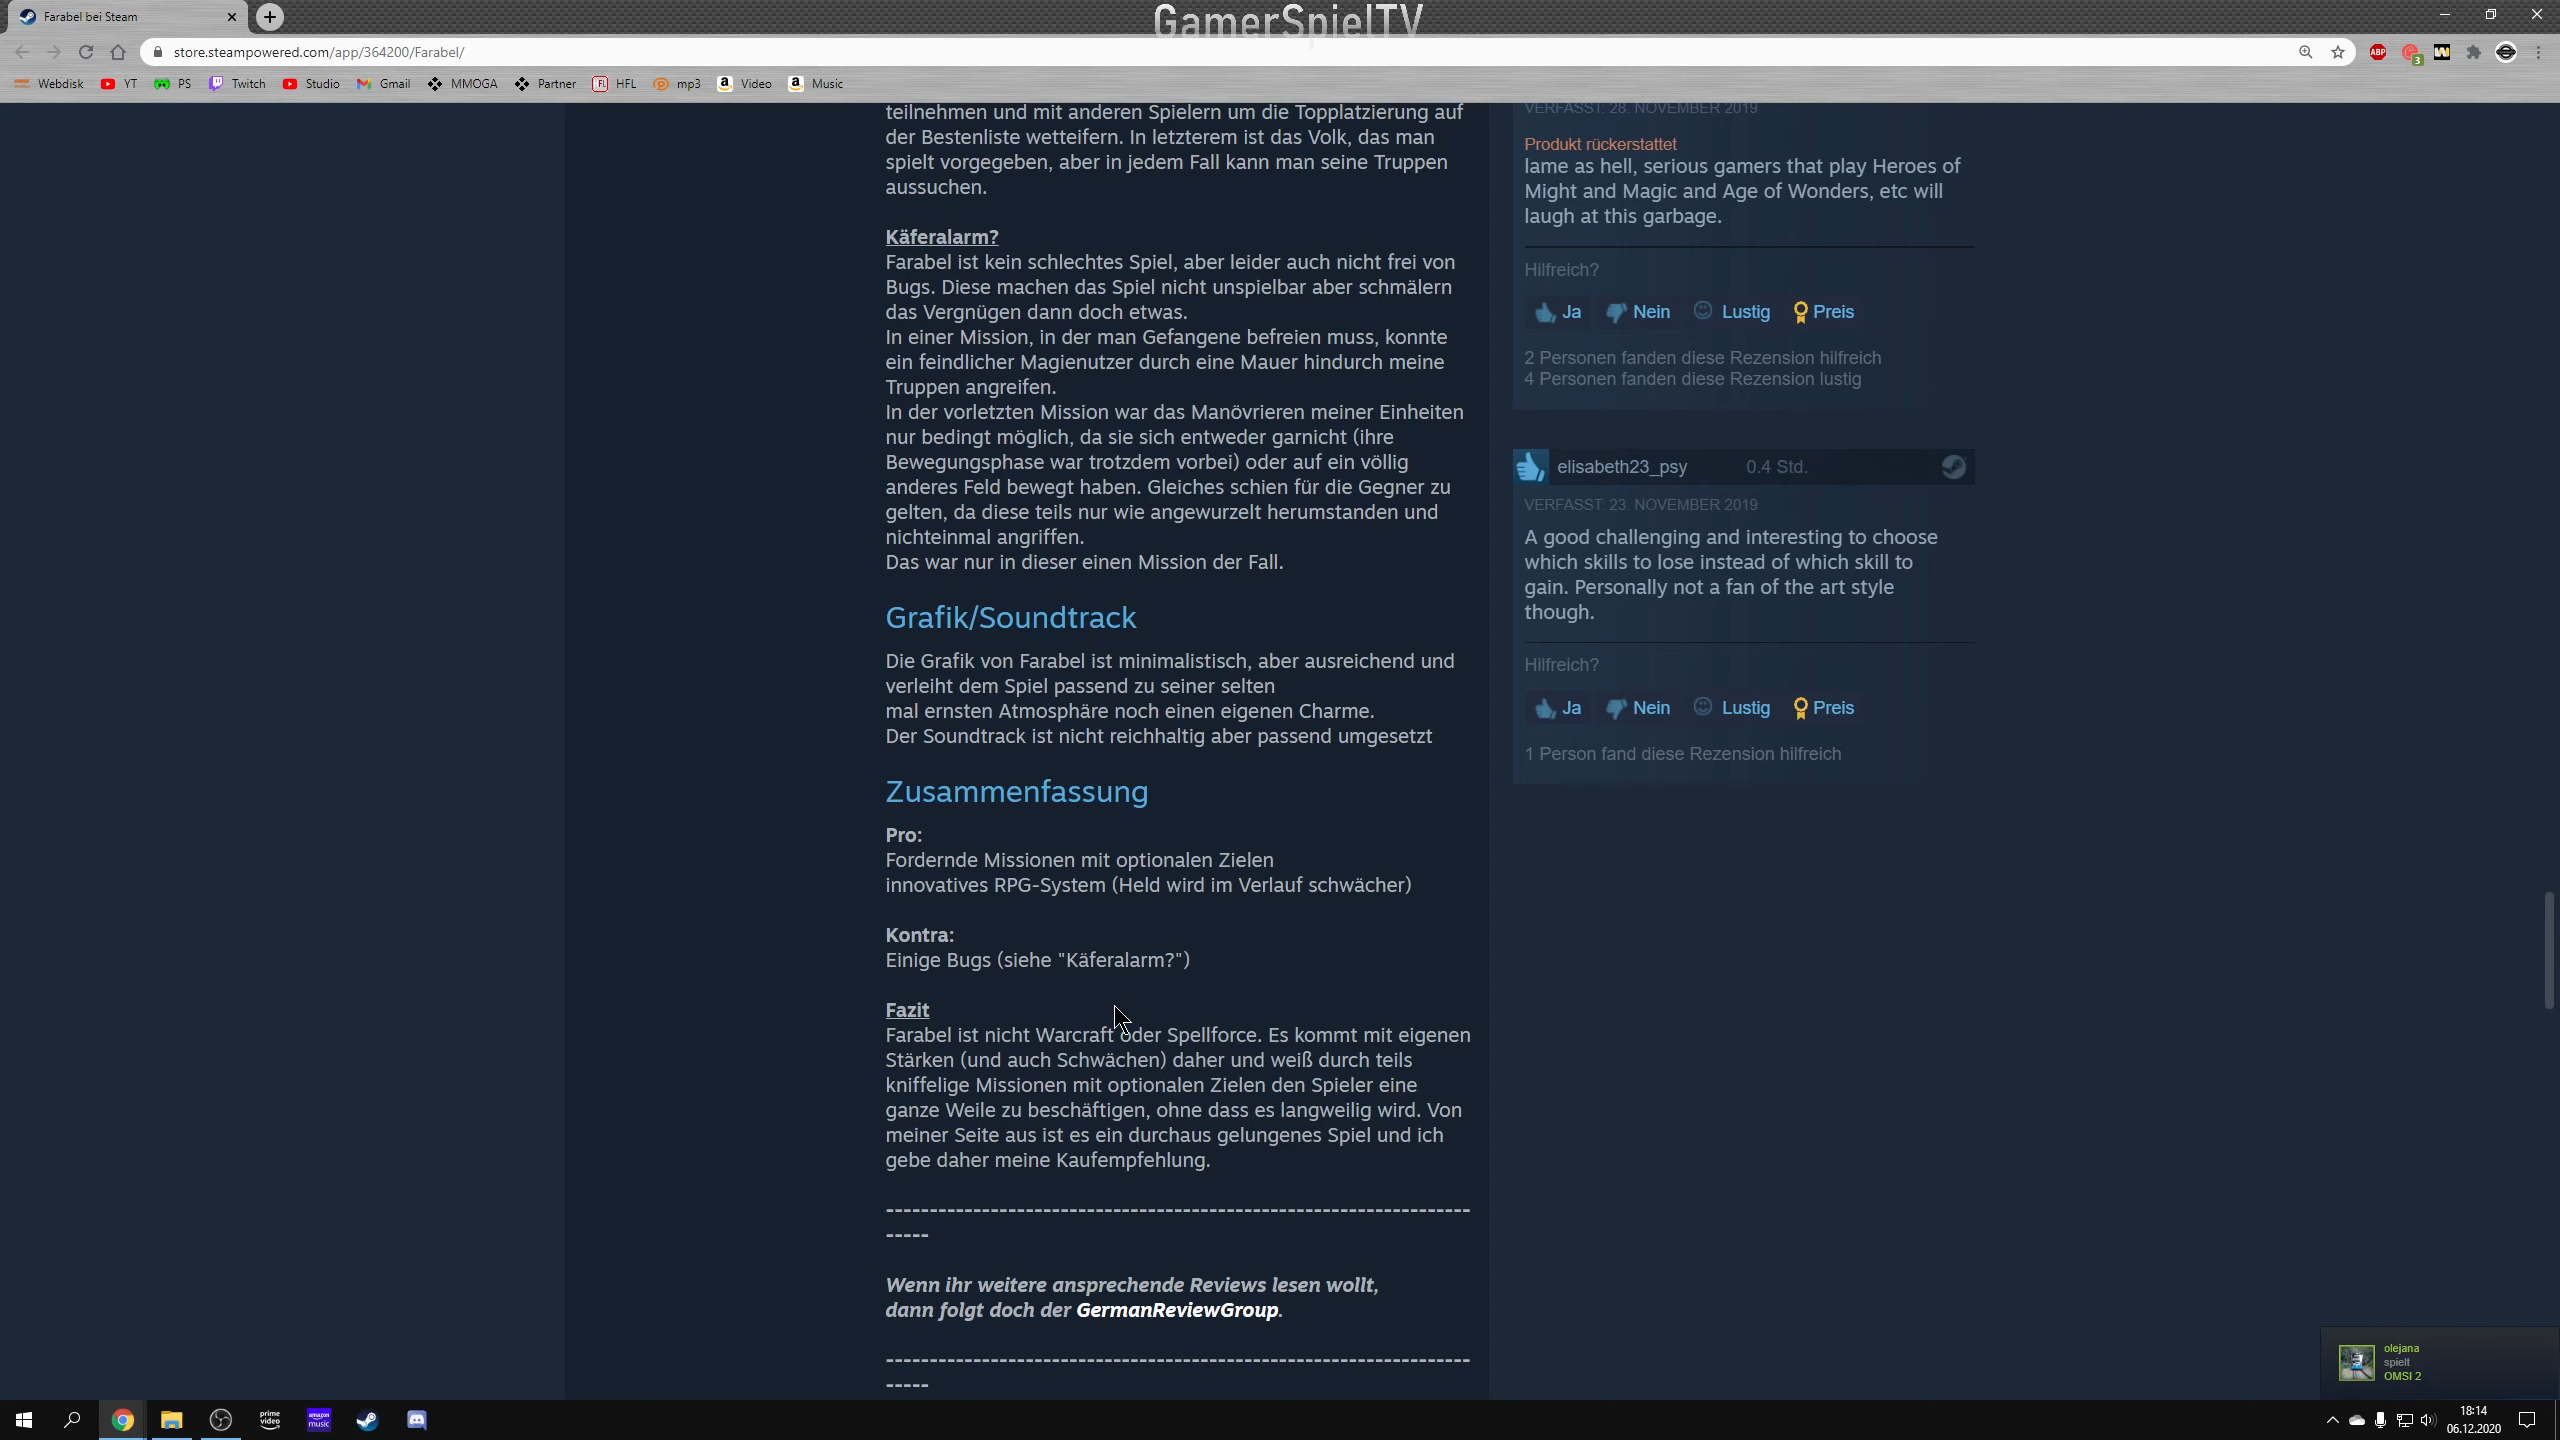 Farabel bei Steam
GamerSpielTV
store.steampowered.com/app/364200/Farabel/
ABP
3
Webdisk
YT
PS
Twitch
Studio
Gmail
MMOGA
Partner
HFL
mp3
Video
Music
teilnehmen und mit anderen Spielern um die Topplatzierung auf
der Bestenliste wetteifern. In letzterem ist das Volk, das man
spielt vorgegeben, aber in jedem Fall kann man seine Truppen
aussuchen.
Käferalarm?
Farabel ist kein schlechtes Spiel, aber leider auch nicht frei von
Bugs. Diese machen das Spiel nicht unspielbar aber schmälern
das Vergnügen dann doch etwas.
In einer Mission, in der man Gefangene befreien muss, konnte
ein feindlicher Magienutzer durch eine Mauer hindurch meine
Truppen angreifen.
In der vorletzten Mission war das Manövrieren meiner Einheiten
nur bedingt möglich, da sie sich entweder garnicht (ihre
Bewegungsphase war trotzdem vorbei) oder auf ein völlig
anderes Feld bewegt haben. Gleiches schien für die Gegner zu
gelten, da diese teils nur wie angewurzelt herumstanden und
nichteinmal angriffen.
Das war nur in dieser einen Mission der Fall.
Grafik/Soundtrack
Die Grafik von Farabel ist minimalistisch, aber ausreichend und
verleiht dem Spiel passend zu seiner selten
mal ernsten Atmosphäre noch einen eigenen Charme.
Der Soundtrack ist nicht reichhaltig aber passend umgesetzt
Zusammenfassung
Pro:
Fordernde Missionen mit optionalen Zielen
innovatives RPG-System (Held wird im Verlauf schwächer)
Kontra:
Einige Bugs (siehe "Käferalarm?")
Fazit
Farabel ist nicht Warcraft oder Spellforce. Es kommt mit eigenen
Stärken (und auch Schwächen) daher und weiß durch teils
kniffelige Missionen mit optionalen Zielen den Spieler eine
ganze Weile zu beschäftigen, ohne dass es langweilig wird. Von
meiner Seite aus ist es ein durchaus gelungenes Spiel und ich
gebe daher meine Kaufempfehlung.
-------------------------------------------------------------------
-----
Wenn ihr weitere ansprechende Reviews lesen wollt,
dann folgt doch der GermanReviewGroup.
-------------------------------------------------------------------
-----
VERFASST: 28. NOVEMBER 2019
Produkt rückerstattet
lame as hell, serious gamers that play Heroes of
Might and Magic and Age of Wonders, etc will
laugh at this garbage.
Hilfreich?
Ja Nein Lustig Preis
2 Personen fanden diese Rezension hilfreich
4 Personen fanden diese Rezension lustig
elisabeth23_psy 0.4 Std.
VERFASST: 23. NOVEMBER 2019
A good challenging and interesting to choose
which skills to lose instead of which skill to
gain. Personally not a fan of the art style
though.
Hilfreich?
Ja Nein Lustig Preis
1 Person fand diese Rezension hilfreich
olejana
spielt
OMSI 2
prime video
amazon music
18:14
06.12.2020